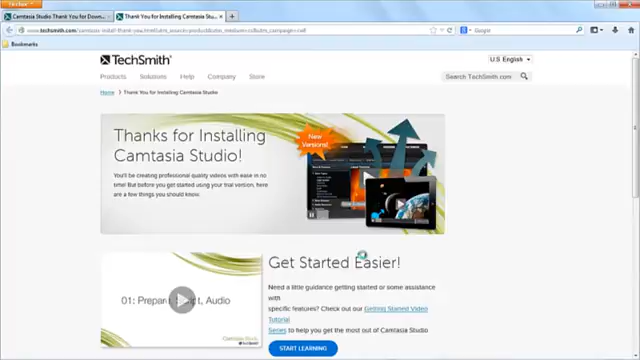 Firefox
Camtasia Studio Thank You for Down...
Thank You for Installing Camtasia Studi...
Google
Bookmarks
TechSmith
U.S English
Products Solutions Help Company Store
Search TechSmith.com
Home > Thank You for Installing Camtasia Studio
Thanks for Installing
Camtasia Studio!
New
Version!
You'll be creating professional quality videos with ease in no
time! But before you get started using your trial version, here
are a few things you should know.
Get Started Easier!
01: Prepare, Script, Audio
Need a little guidance getting started or some assistance
with
specific features? Check out our Getting Started Video
Tutorial
Series to help you get the most out of Camtasia Studio
Camtasia Studio
START LEARNING